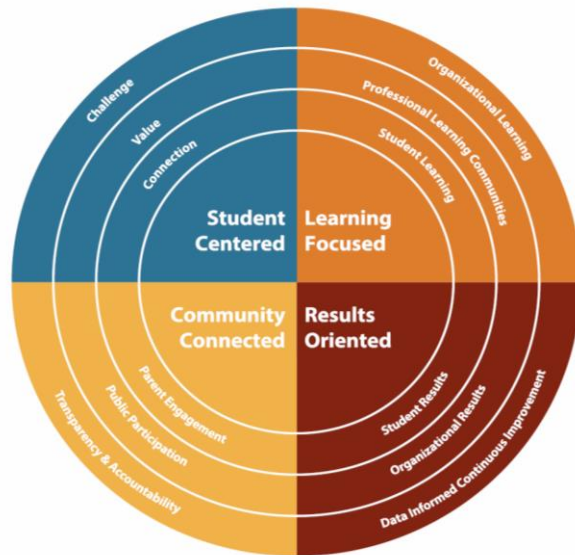 Challenge
Value
Connection
Student
Centered
Organizational Learning
Professional Learning Communities
Student Learning
Learning
Focused
Community
Connected
Parent Engagement
Public Participation
Transparency & Accountability
Results
Oriented
Student Results
Organizational Results
Data Informed Continuous Improvement